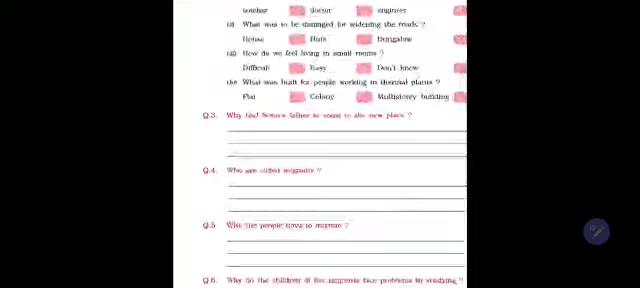 teacher doctor engineer
(ii) What was to be damaged for widening the roads ?
House Huts Bungalow
(iii) How do we feel living in small rooms ?
Difficult Easy Don't know
(iv) What was built for people working in thermal plants ?
Flat Colony Multistorey building
Q.3. Why had father to come to the new place ?
Q.4. Who are called migrants ?
Q.5. Why the people have to migrate ?
Q.6. Why do the children of the migrants face problems in studying ?